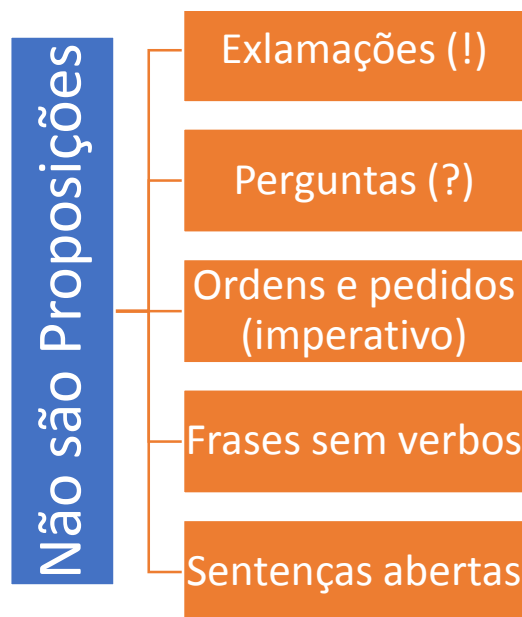 Não são Proposições
Exlamações (!)
Perguntas (?)
Ordens e pedidos
(imperativo)
Frases sem verbos
Sentenças abertas